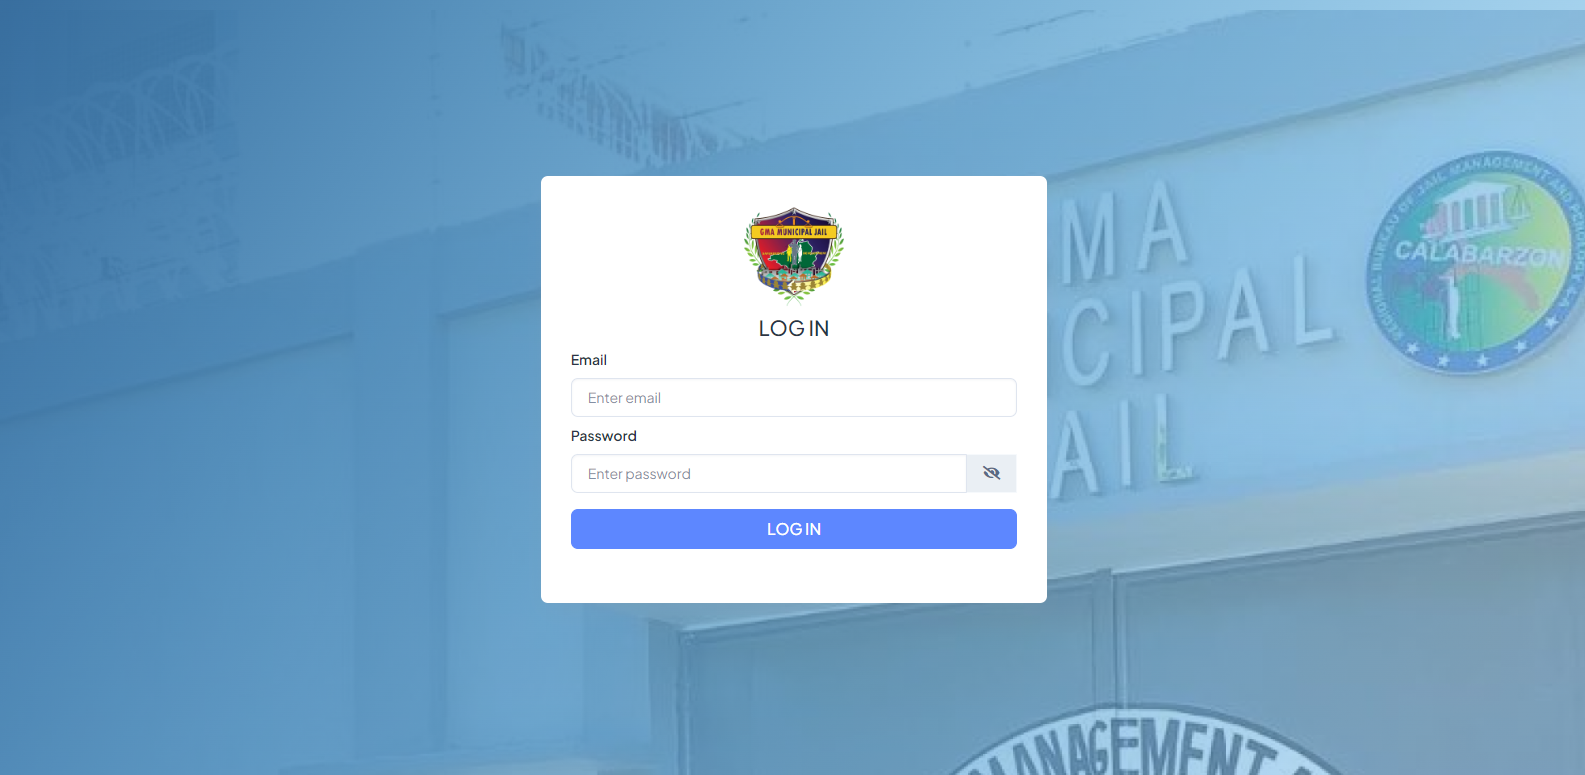 GMA MUNICIPAL JAIL
LOG IN
Email
Enter email
Password
Enter password
LOG IN
MA
CIPAL
AIL
REGIONAL BUREAU OF JAIL MANAGEMENT AND PENOLOGY
CALABARZON
MANAGEMENT